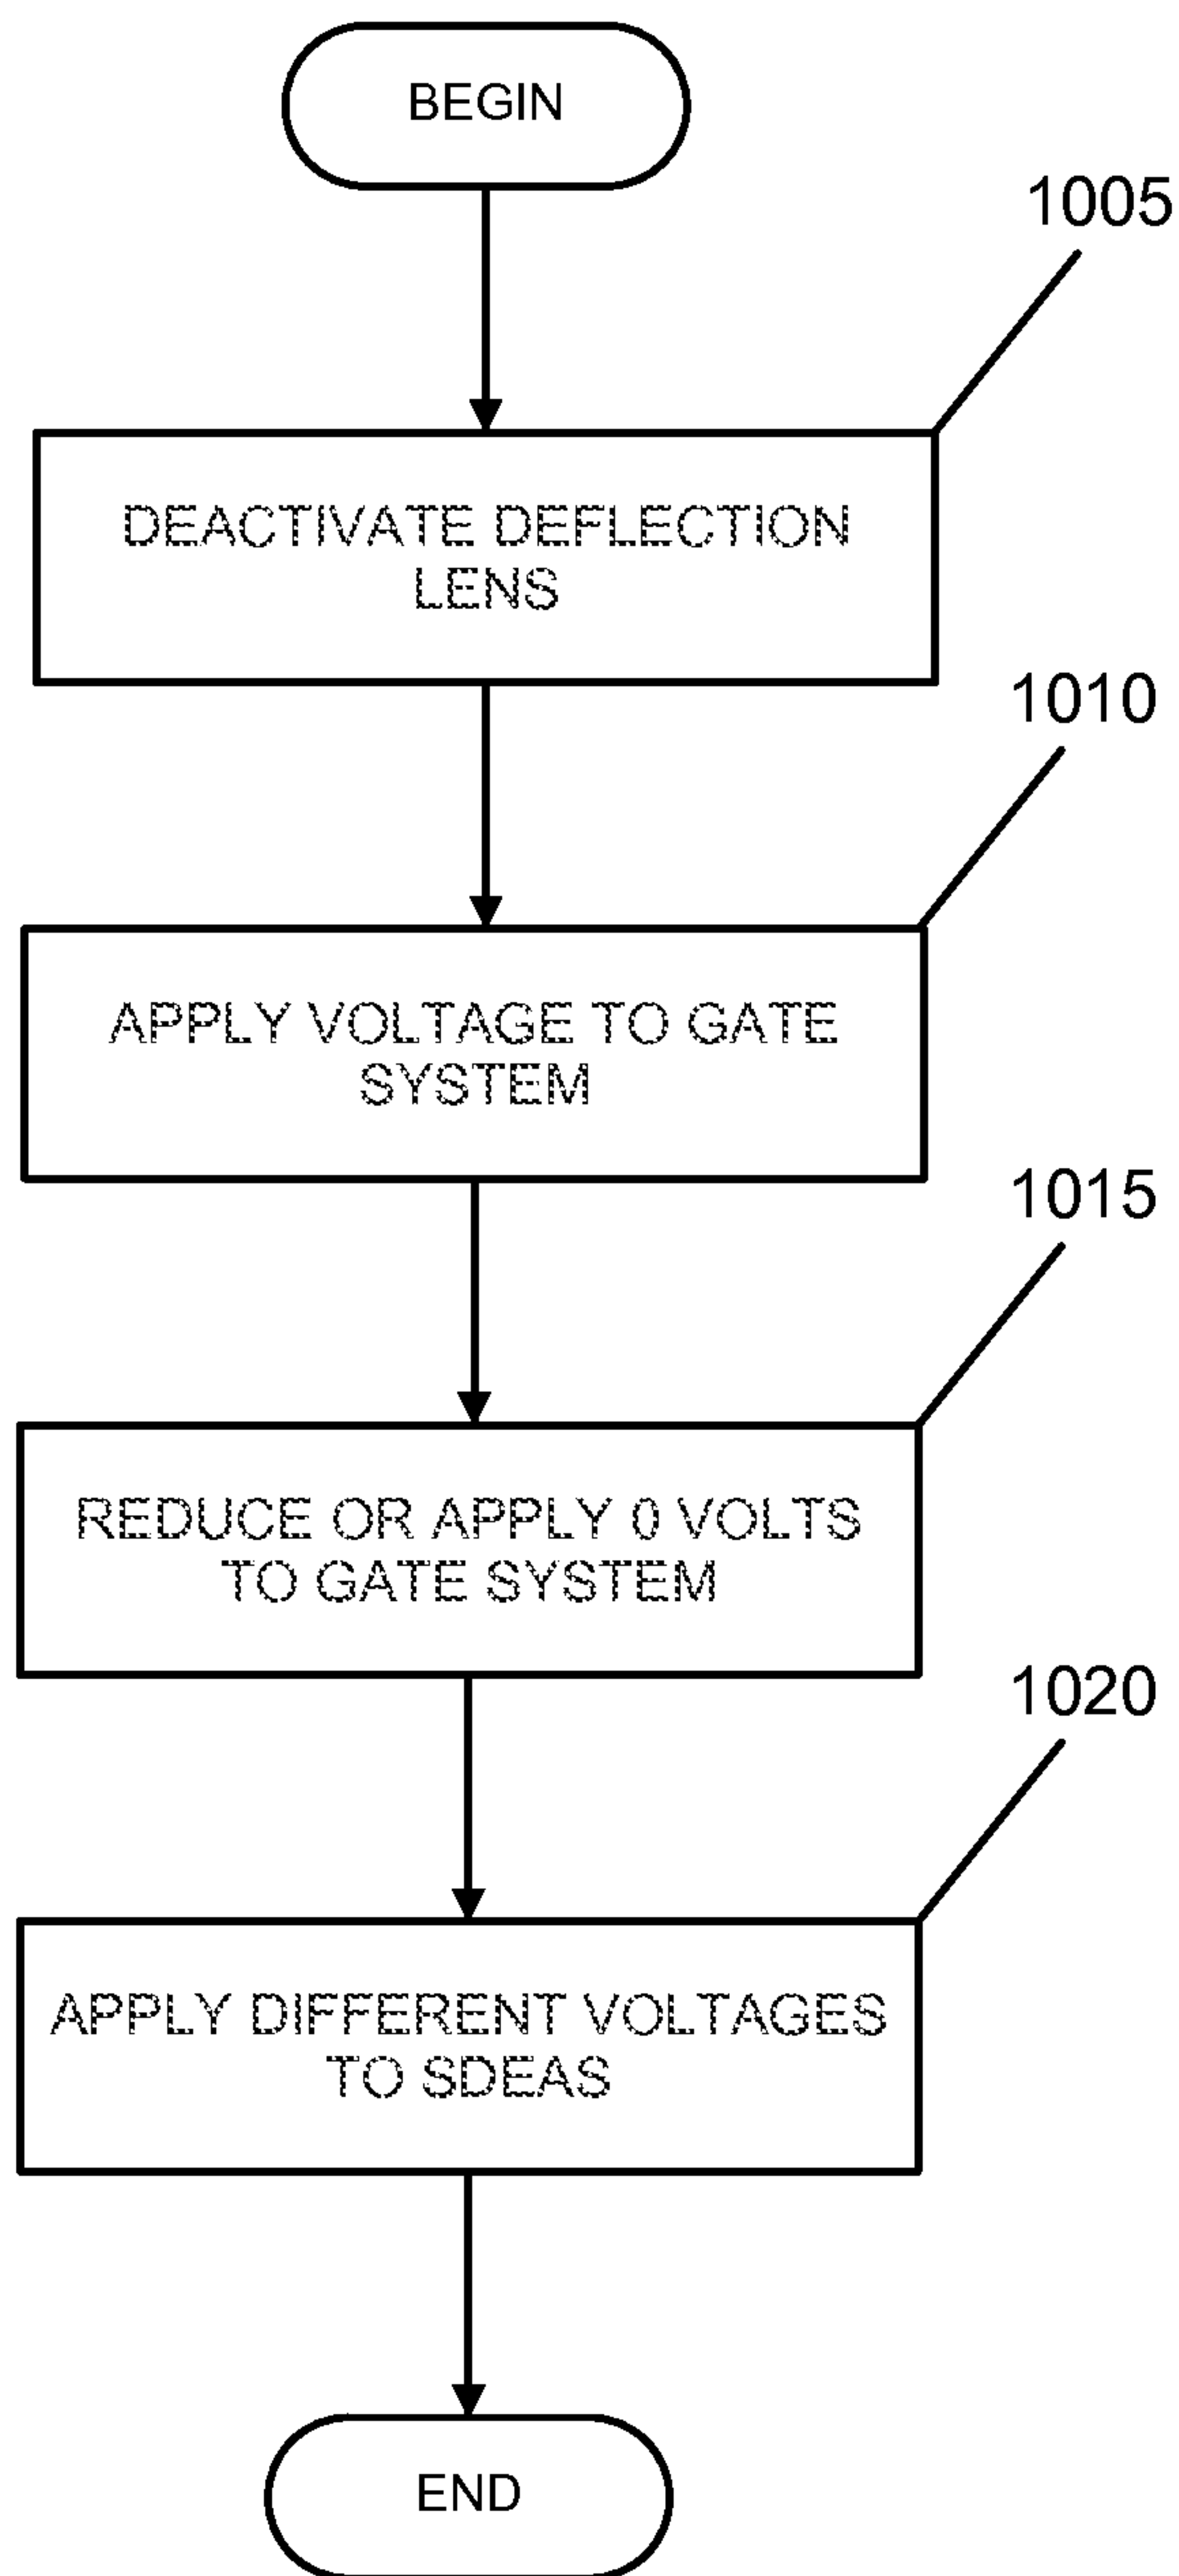 BEGIN
1005
DEACTIVATE DEFLECTION
LENS
1010
APPLY VOLTAGE TO GATE
SYSTEM
1015
REDUCE OR APPLY 0 VOLTS
TO GATE SYSTEM
1020
APPLY DIFFERENT VOLTAGES
TO SDEAS
END